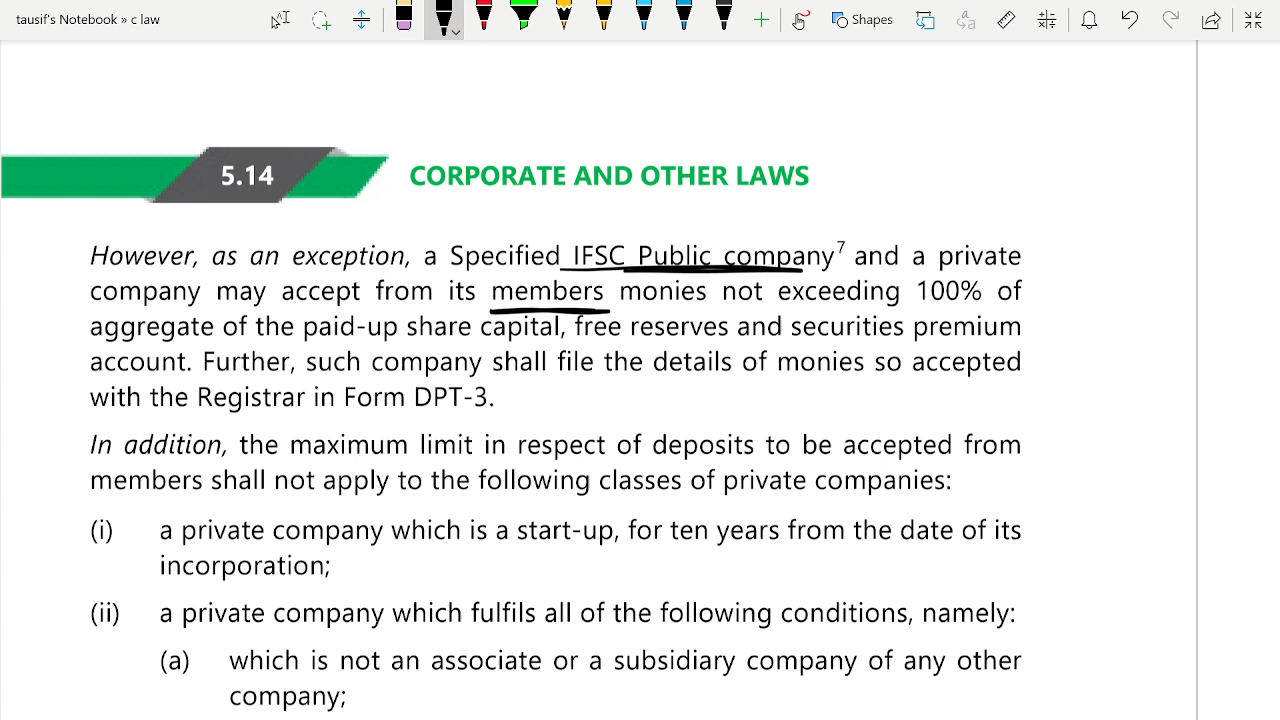 tausif's Notebook » c law
Shapes
5.14
CORPORATE AND OTHER LAWS
However, as an exception, a Specified IFSC Public company7 and a private
company may accept from its members monies not exceeding 100% of
aggregate of the paid-up share capital, free reserves and securities premium
account. Further, such company shall file the details of monies so accepted
with the Registrar in Form DPT-3.
In addition, the maximum limit in respect of deposits to be accepted from
members shall not apply to the following classes of private companies:
(i) a private company which is a start-up, for ten years from the date of its
incorporation;
(ii) a private company which fulfils all of the following conditions, namely:
(a) which is not an associate or a subsidiary company of any other
company;